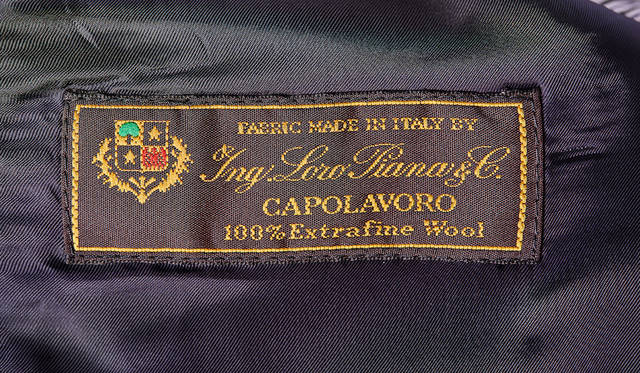 FABRIC MADE IN ITALY BY
Ing. Loro Piana & C.
CAPOLAVORO
100% Extrafine Wool